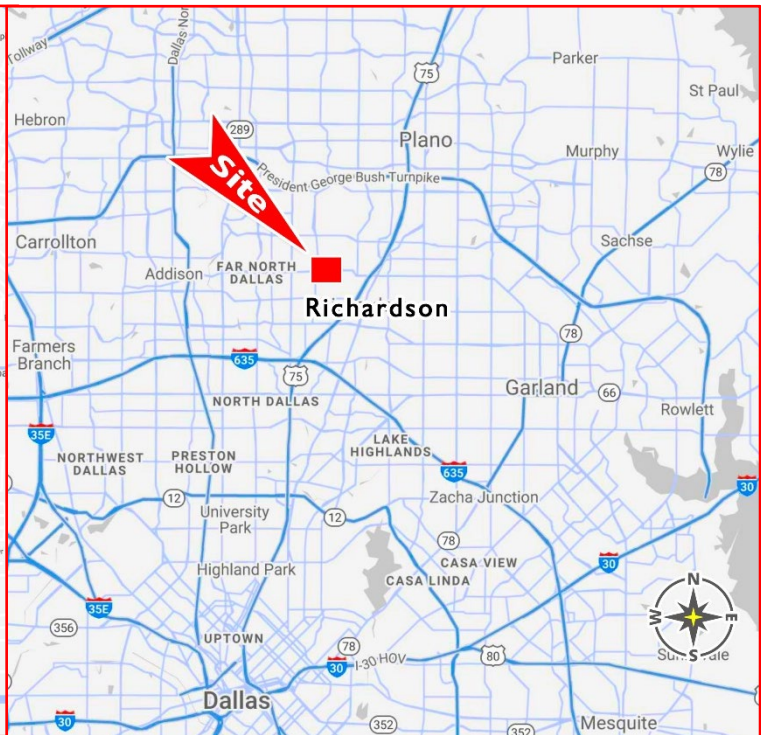 Tollway
Dallas Nor
75
Parker
St Paul
Hebron
289
Plano
Murphy
Wylie
78
President George Bush Turnpike
Site
Carrollton
Addison
FAR NORTH
DALLAS
Sachse
Richardson
Farmers
Branch
635
75
78
Garland
66
Rowlett
NORTH DALLAS
35E
NORTHWEST
DALLAS
PRESTON
HOLLOW
LAKE
HIGHLANDS
635
30
12
University
Park
12
Zacha Junction
78
CASA VIEW
30
Highland Park
CASA LINDA
N
W
E
S
35E
356
UPTOWN
78
30
I-30 HOV
80
Dallas
30
352
352
Mesquite